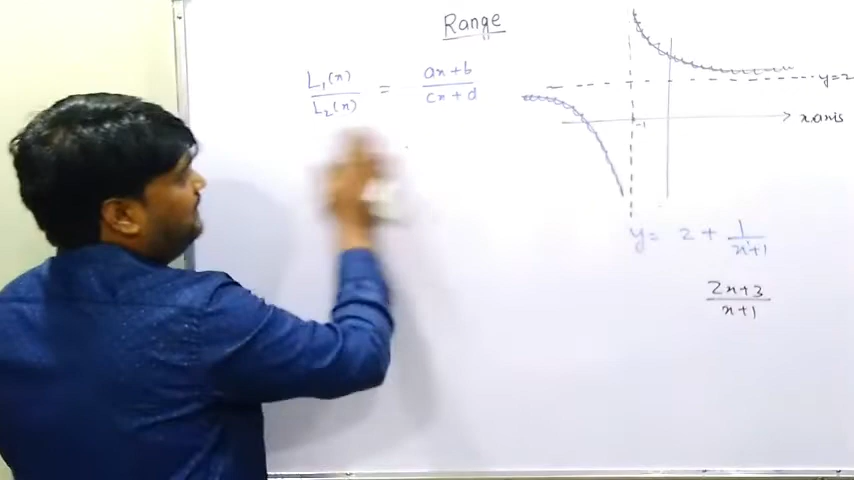 Range
L₁(x) / L₂(x) = ax+b / cx+d
y=2
-1
x axis
y = 2 + 1 / x+1
2x+3 / x+1